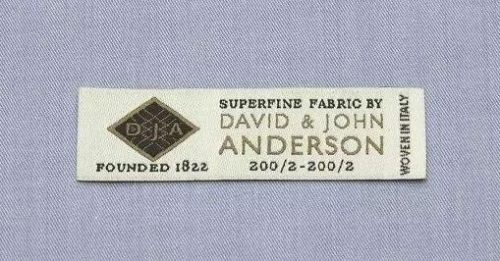 DJA
FOUNDED 1822
SUPERFINE FABRIC BY
DAVID & JOHN
ANDERSON
200/2-200/2
WOVEN IN ITALY